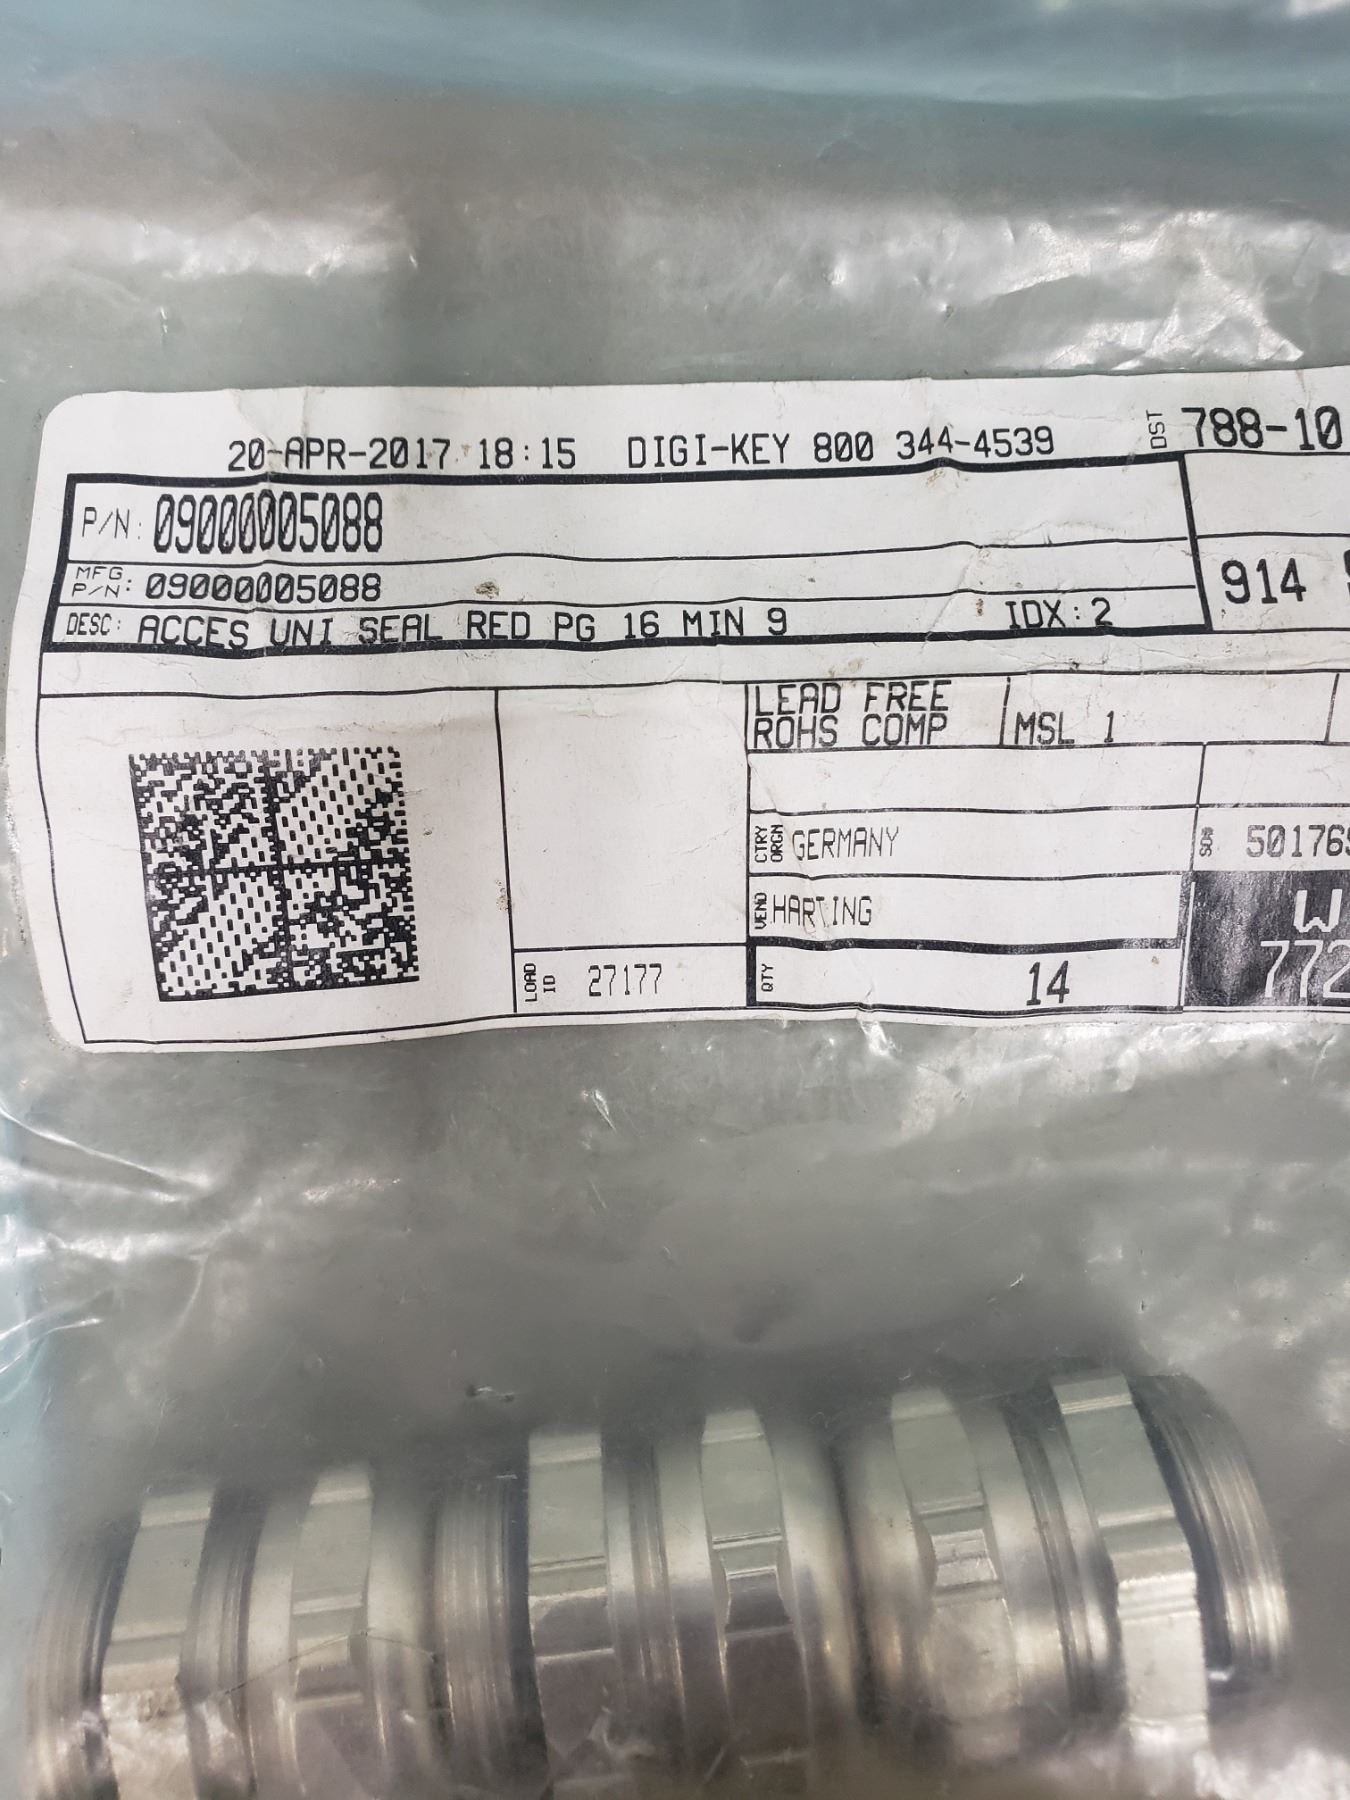 20-APR-2017 18:15 DIGI-KEY 800 344-4539 DST 788-10
P/N: 09000005088
MFG P/N: 09000005088
914
DESC: ACCES UNI SEAL RED PG 16 MIN 9 IDX:2
LEAD FREE
ROHS COMP
MSL 1
CTRY ORGN GERMANY
SO# 50176
VEND HARTING
W
LOAD ID 27177
QTY 14
772